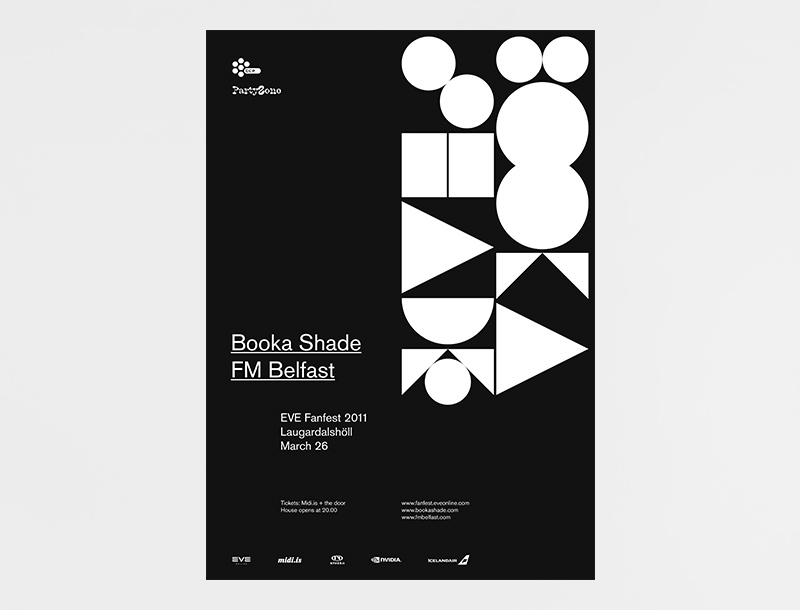 CCP
PartyZone
Booka Shade
FM Belfast
EVE Fanfest 2011
Laugardalshöll
March 26
Tickets: Midi.is + the door
House opens at 20.00
www.fanfest.eveonline.com
www.bookashade.com
www.fmbelfast.com
EVE
midi.is
NVIDIA
ICELANDAIR